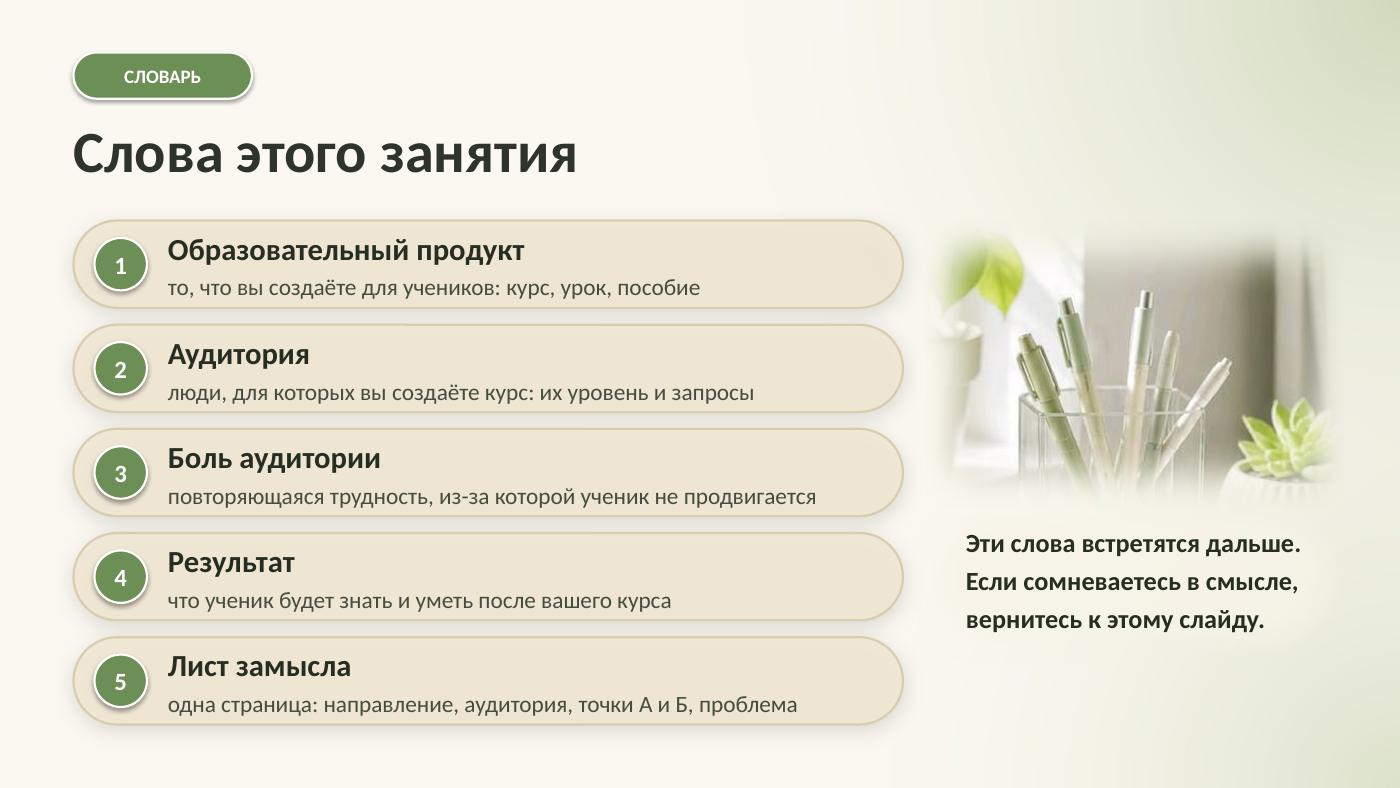 СЛОВАРЬ
Слова этого занятия
1
Образовательный продукт
то, что вы создаёте для учеников: курс, урок, пособие
2
Аудитория
люди, для которых вы создаёте курс: их уровень и запросы
3
Боль аудитории
повторяющаяся трудность, из-за которой ученик не продвигается
4
Результат
что ученик будет знать и уметь после вашего курса
5
Лист замысла
одна страница: направление, аудитория, точки А и Б, проблема
Эти слова встретятся дальше.
Если сомневаетесь в смысле,
вернитесь к этому слайду.